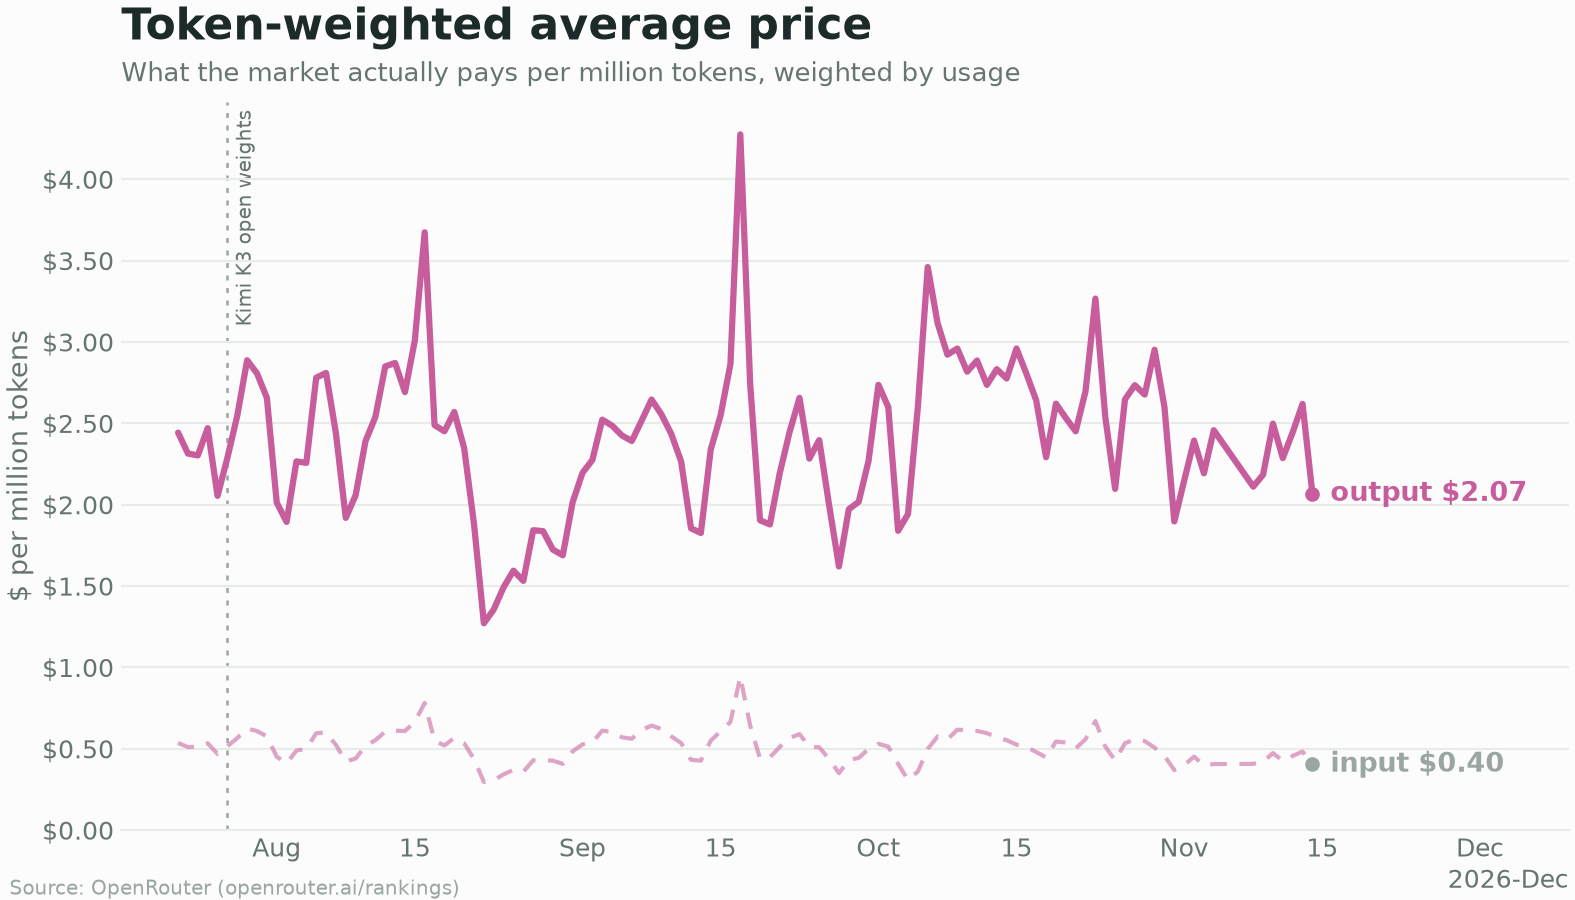 Token-weighted average price
What the market actually pays per million tokens, weighted by usage
Kimi K3 open weights
$ per million tokens
$4.00
$3.50
$3.00
$2.50
$2.00
$1.50
$1.00
$0.50
$0.00
output $2.07
input $0.40
Aug 15 Sep 15 Oct 15 Nov 15 Dec
2026-Dec
Source: OpenRouter (openrouter.ai/rankings)